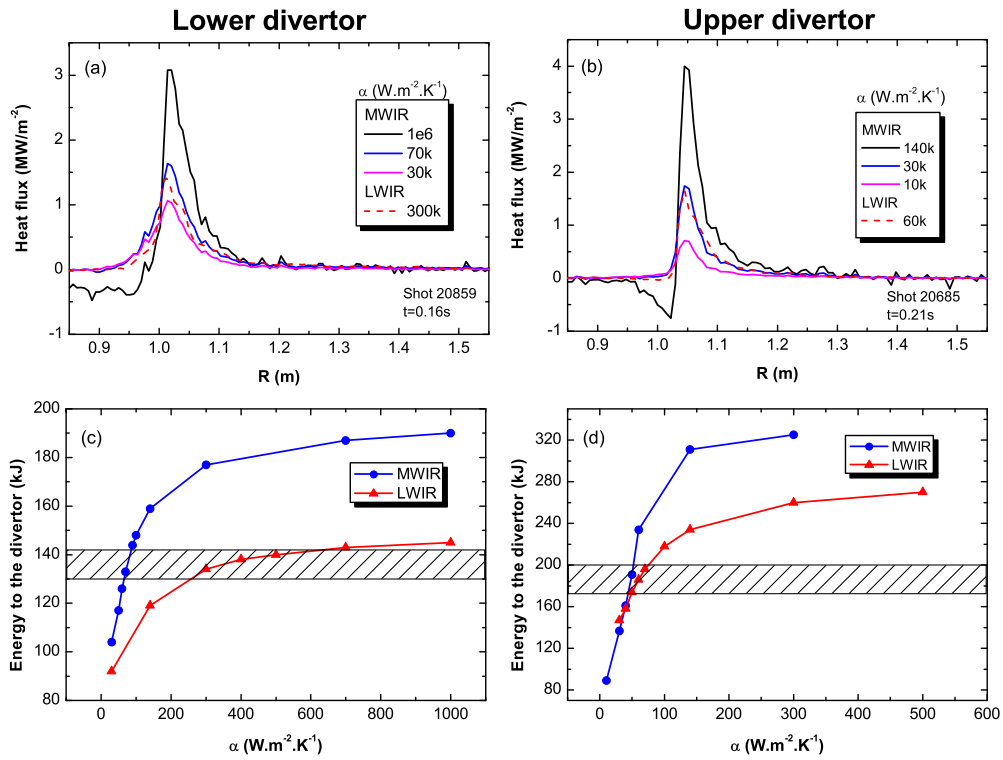 Lower divertor
Upper divertor
(a)
α (W.m-2.K-1)
MWIR
1e6
70k
30k
LWIR
300k
Shot 20859
t=0.16s
Heat flux (MW/m-2)
3
2
1
0
-1
0.9 1.0 1.1 1.2 1.3 1.4 1.5
R (m)
(b)
α (W.m-2.K-1)
MWIR
140k
30k
10k
LWIR
60k
Shot 20685
t=0.21s
Heat flux (MW/m-2)
4
3
2
1
0
-1
0.9 1.0 1.1 1.2 1.3 1.4 1.5
R (m)
(c)
MWIR
LWIR
Energy to the divertor (kJ)
200
180
160
140
120
100
80
0 200 400 600 800 1000
α (W.m-2.K-1)
(d)
MWIR
LWIR
Energy to the divertor (kJ)
320
280
240
200
160
120
80
0 100 200 300 400 500 600
α (W.m-2.K-1)